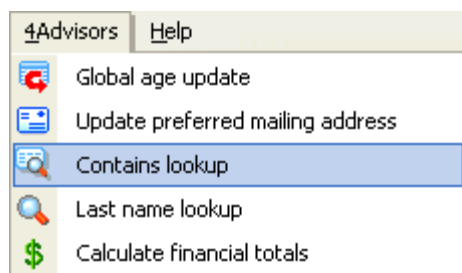 4Advisors Help
Global age update
Update preferred mailing address
Contains lookup
Last name lookup
Calculate financial totals